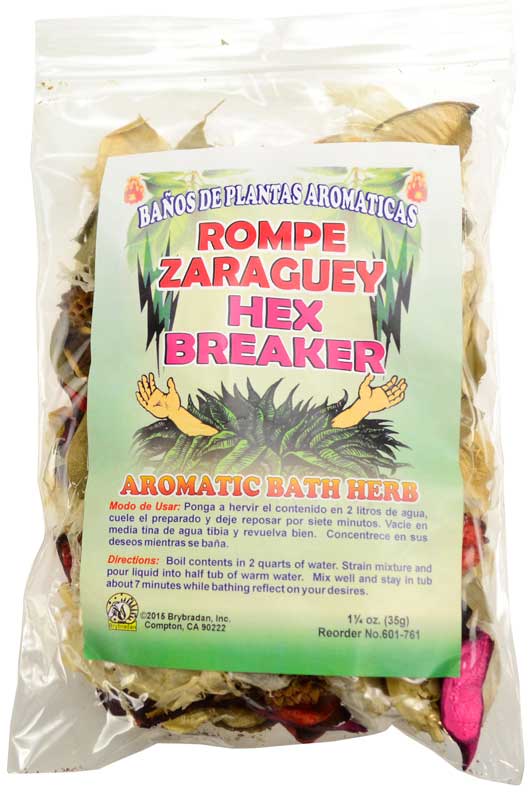 BAÑOS DE PLANTAS AROMATICAS
ROMPE
ZARAGUEY
HEX
BREAKER
AROMATIC BATH HERB
Modo de Usar: Ponga a hervir el contenido en 2 litros de agua,
cuele el preparado y deje reposar por siete minutos. Vacie en
media tina de agua tibia y revuelva bien. Concentrece en sus
deseos mientras se baña.
Directions: Boil contents in 2 quarts of water. Strain mixture and
pour liquid into half tub of warm water. Mix well and stay in tub
about 7 minutes while bathing reflect on your desires.
Brybradan
©2015 Brybradan, Inc.
Compton, CA 90222
1¼ oz. (35g)
Reorder No.601-761